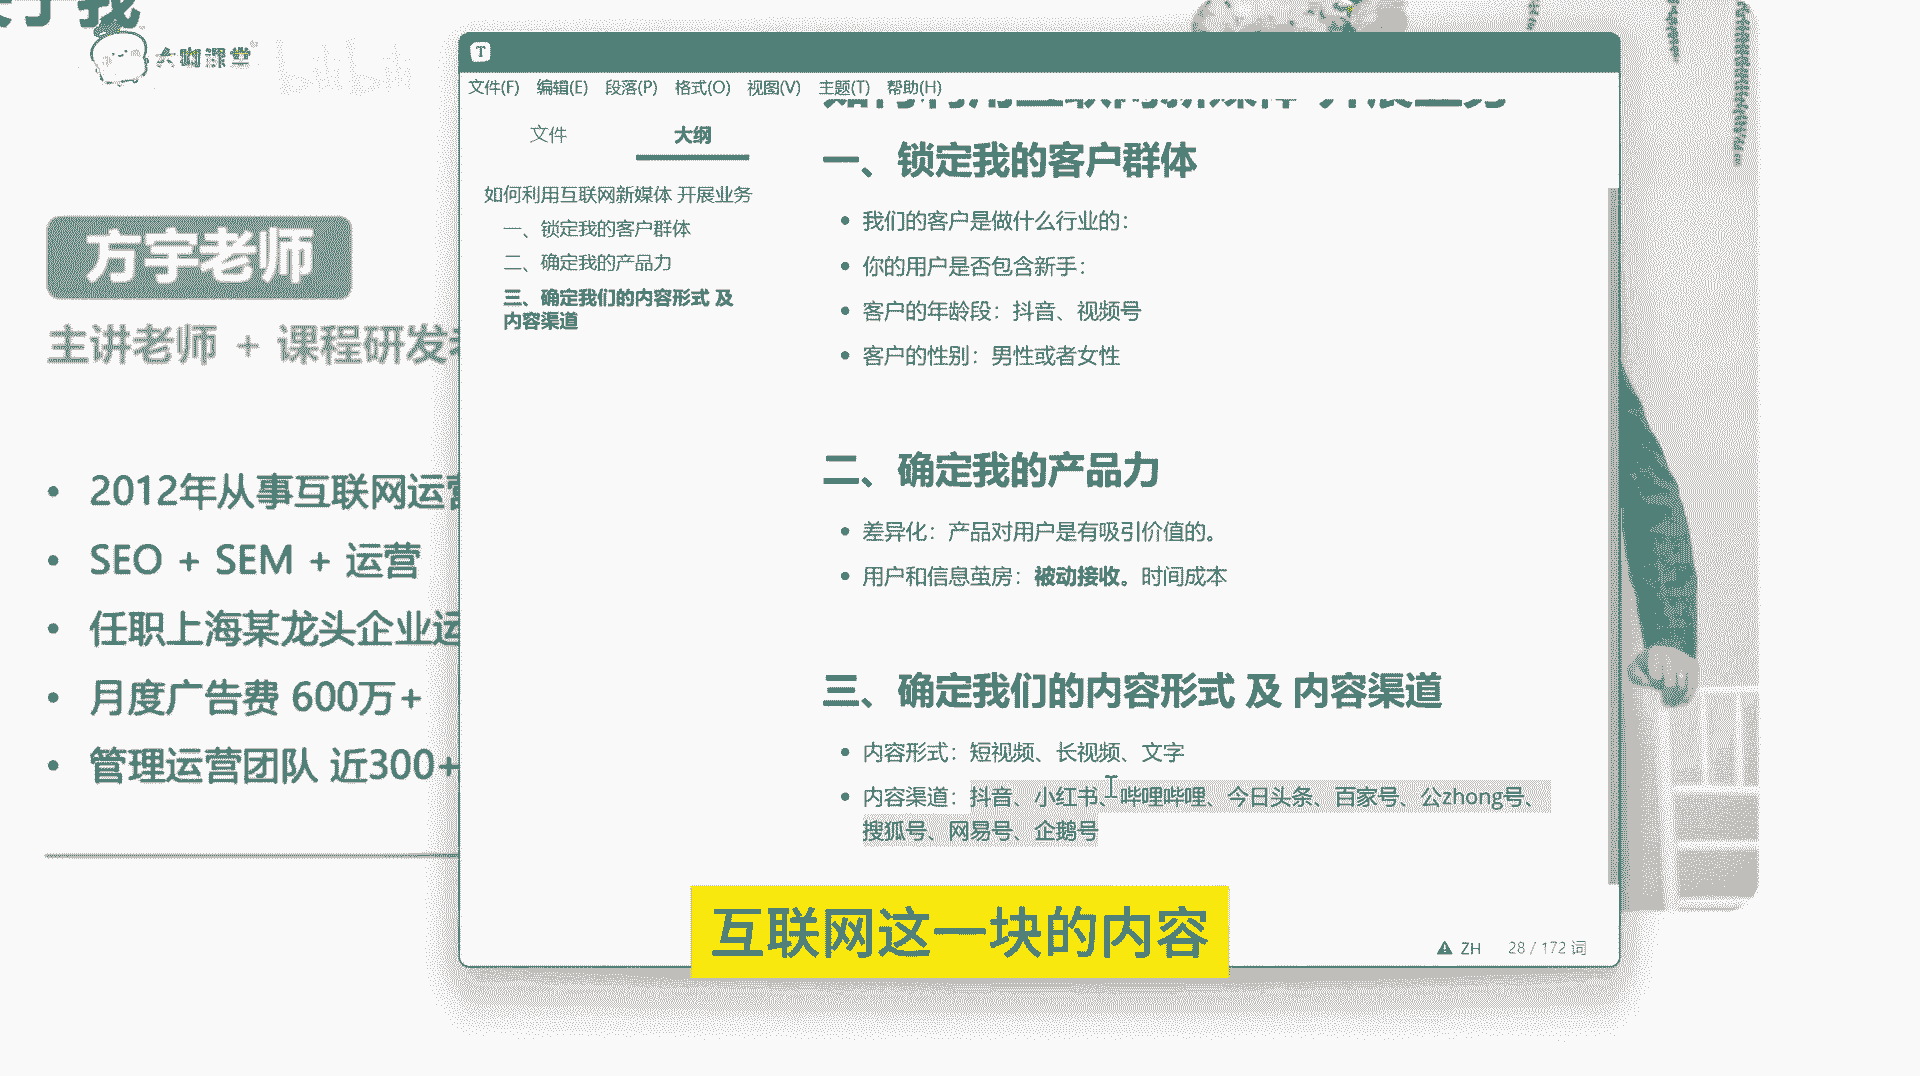 大咖课堂
bilibili
方宇老师
主讲老师 + 课程研发
2012年从事互联网运营
SEO + SEM + 运营
任职上海某龙头企业运
月度广告费 600万+
管理运营团队 近300+
T
文件(F) 编辑(E) 段落(P) 格式(O) 视图(V) 主题(T) 帮助(H)
文件 大纲
如何利用互联网新媒体 开展业务
一、锁定我的客户群体
二、确定我的产品力
三、确定我们的内容形式 及
内容渠道
如何利用互联网新媒体 开展业务
一、锁定我的客户群体
我们的客户是做什么行业的：
你的用户是否包含新手：
客户的年龄段：抖音、视频号
客户的性别：男性或者女性
二、确定我的产品力
差异化：产品对用户是有吸引价值的。
用户和信息茧房：被动接收。时间成本
三、确定我们的内容形式 及 内容渠道
内容形式：短视频、长视频、文字
内容渠道：抖音、小红书、哔哩哔哩、今日头条、百家号、公zhong号、
搜狐号、网易号、企鹅号
ZH 28 / 172 词
互联网这一块的内容